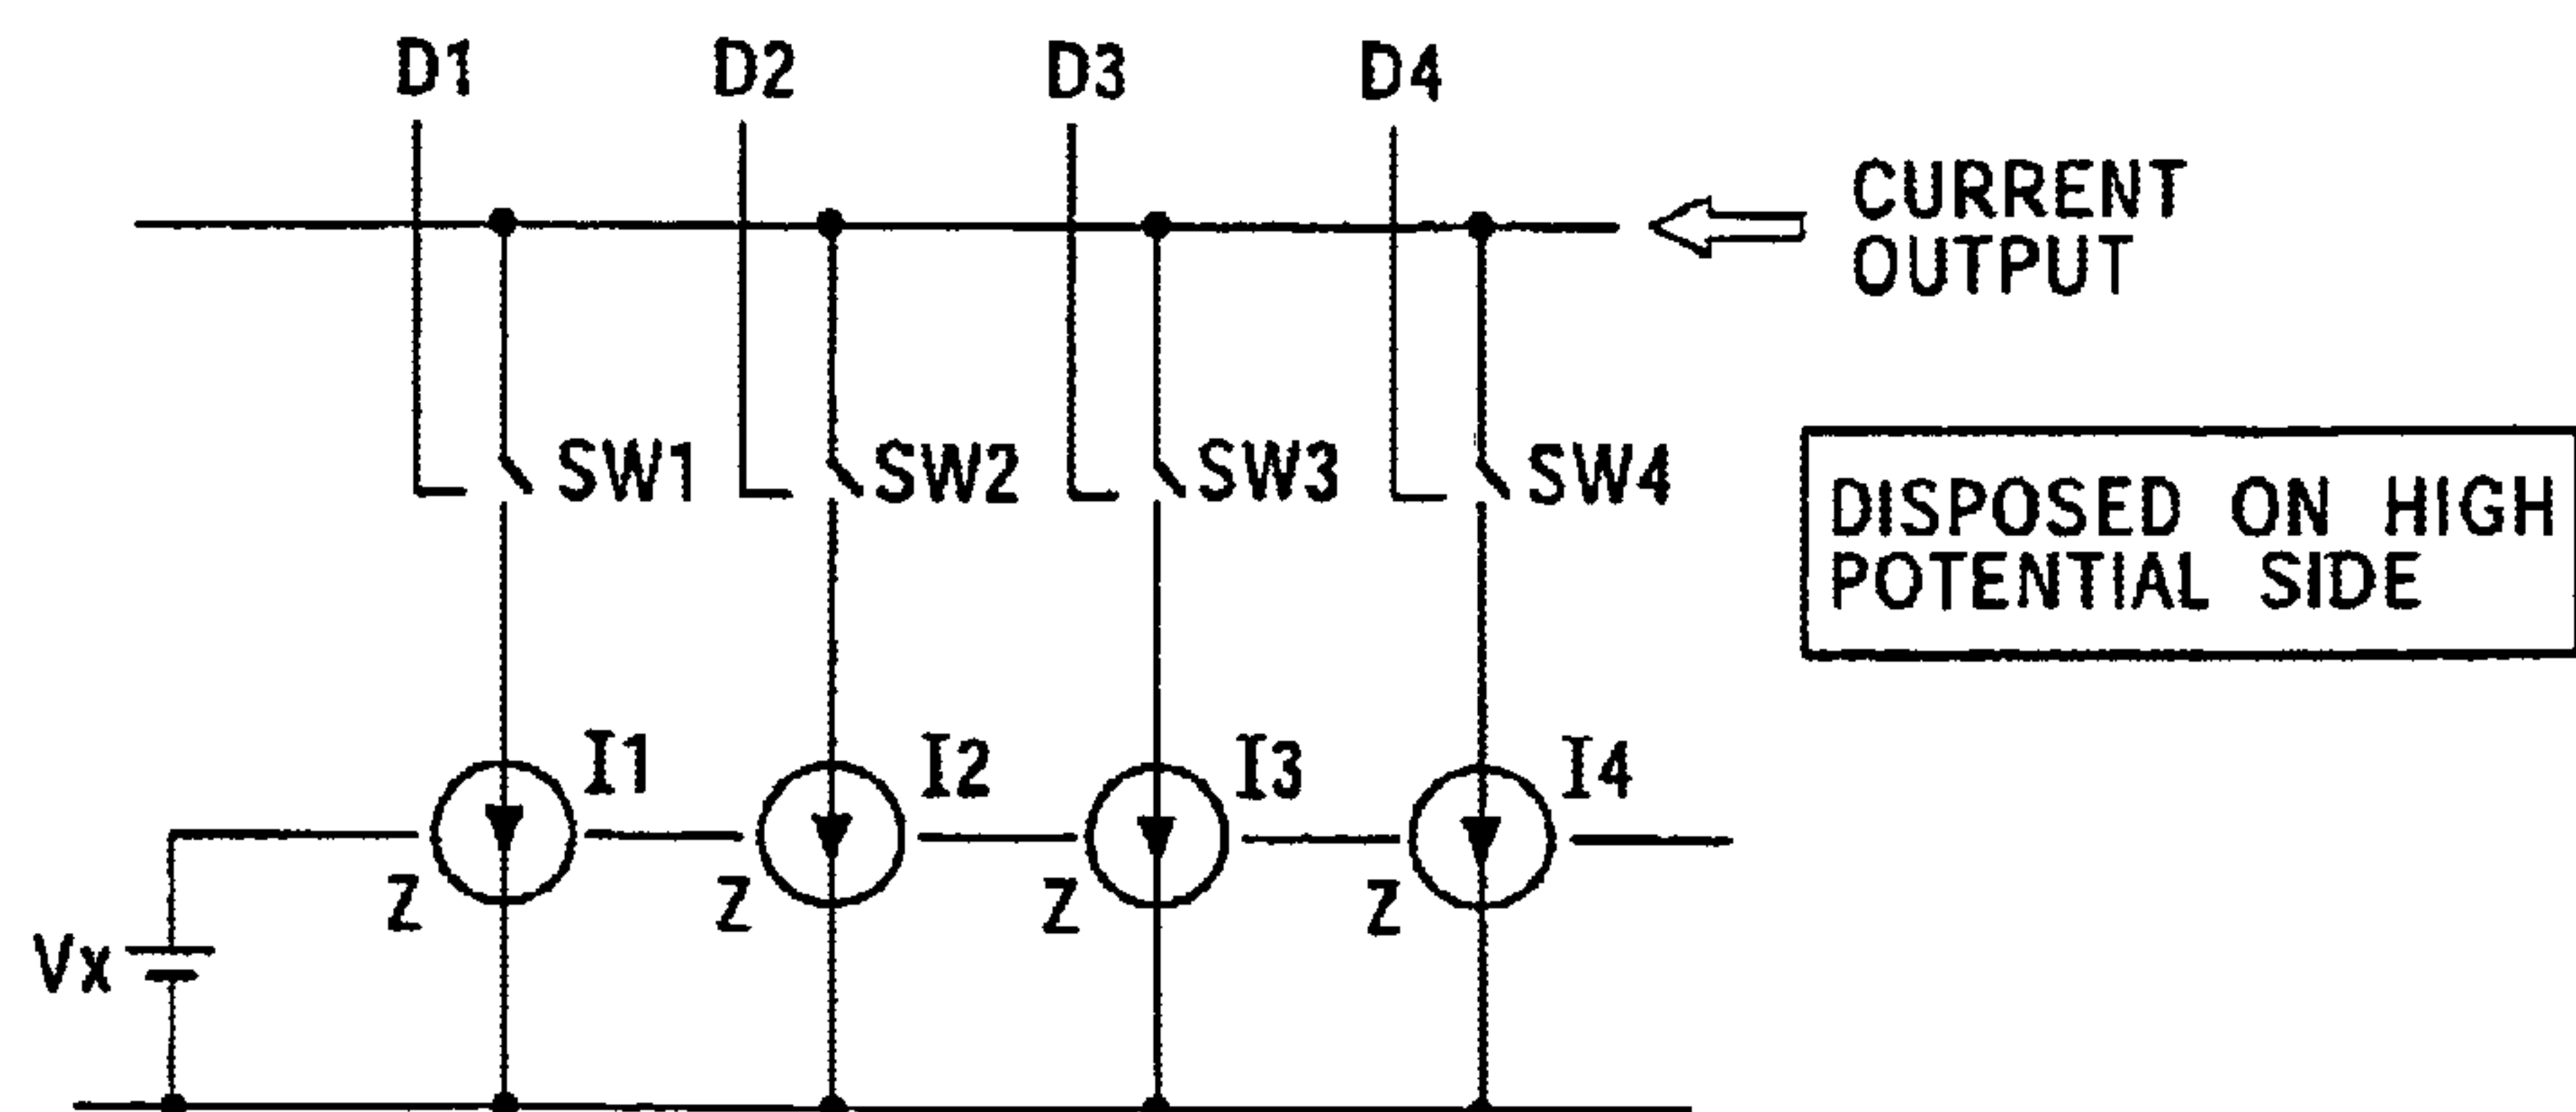 D1 D2 D3 D4
CURRENT
OUTPUT
SW1 SW2 SW3 SW4
DISPOSED ON HIGH
POTENTIAL SIDE
I1 I2 I3 I4
Z Z Z Z
Vx